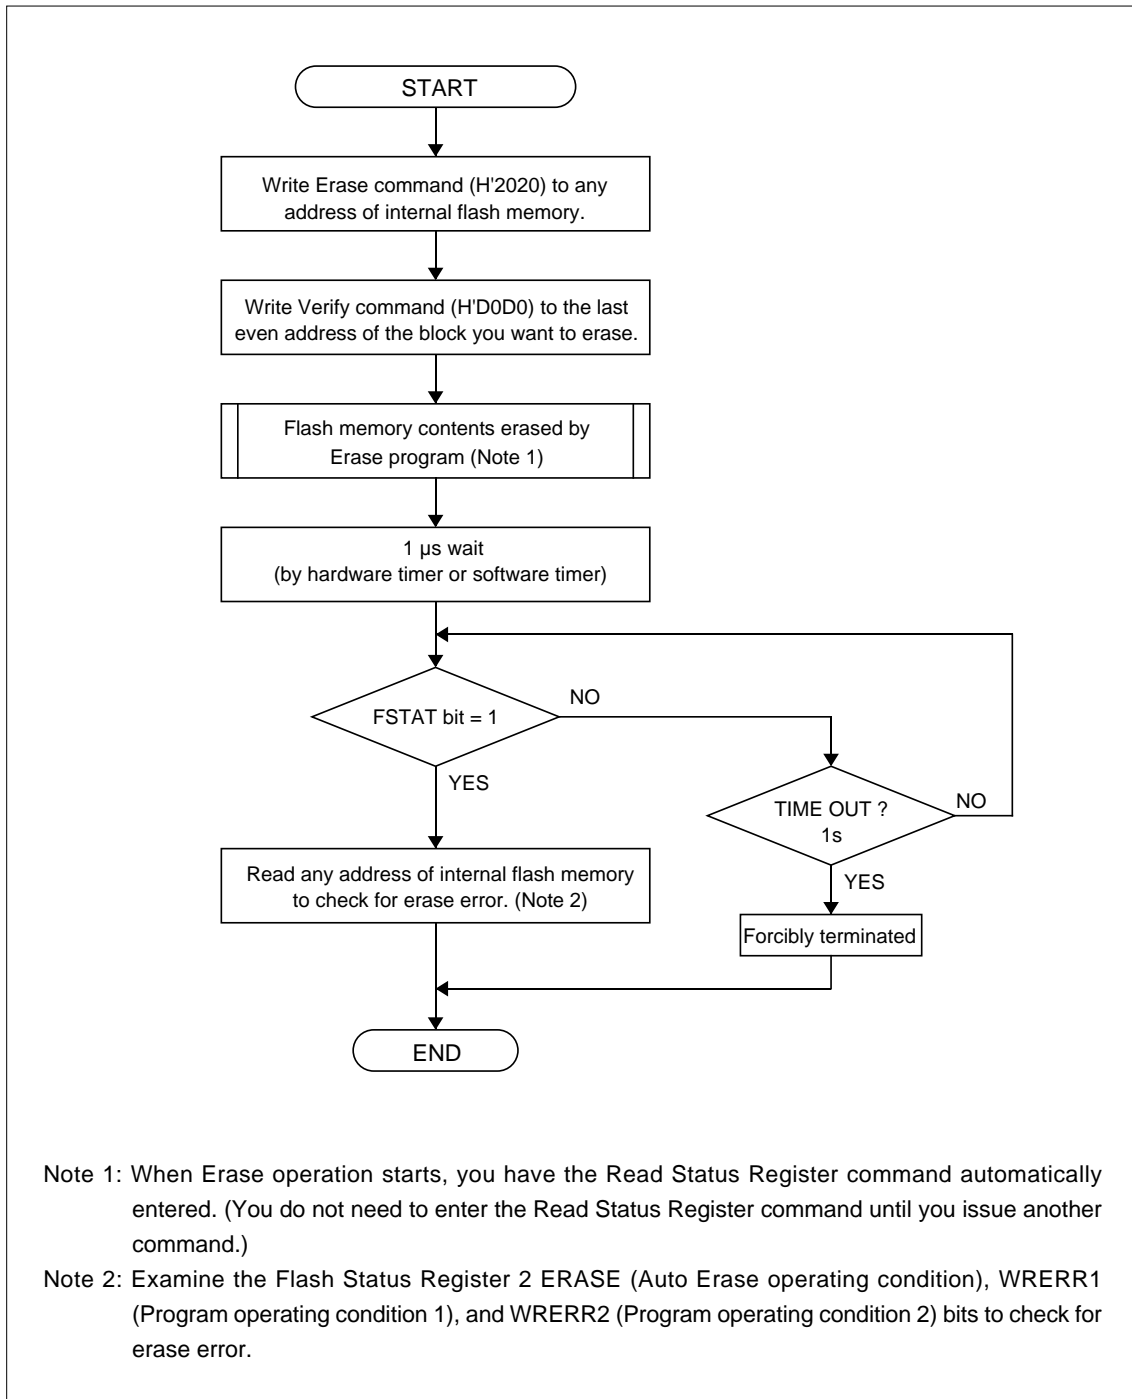 START
Write Erase command (H'2020) to any
address of internal flash memory.
Write Verify command (H'D0D0) to the last
even address of the block you want to erase.
Flash memory contents erased by
Erase program (Note 1)
1 µs wait
(by hardware timer or software timer)
FSTAT bit = 1
NO
YES
TIME OUT ?
1s
NO
YES
Read any address of internal flash memory
to check for erase error. (Note 2)
Forcibly terminated
END
Note 1: When Erase operation starts, you have the Read Status Register command automatically
entered. (You do not need to enter the Read Status Register command until you issue another
command.)
Note 2: Examine the Flash Status Register 2 ERASE (Auto Erase operating condition), WRERR1
(Program operating condition 1), and WRERR2 (Program operating condition 2) bits to check for
erase error.